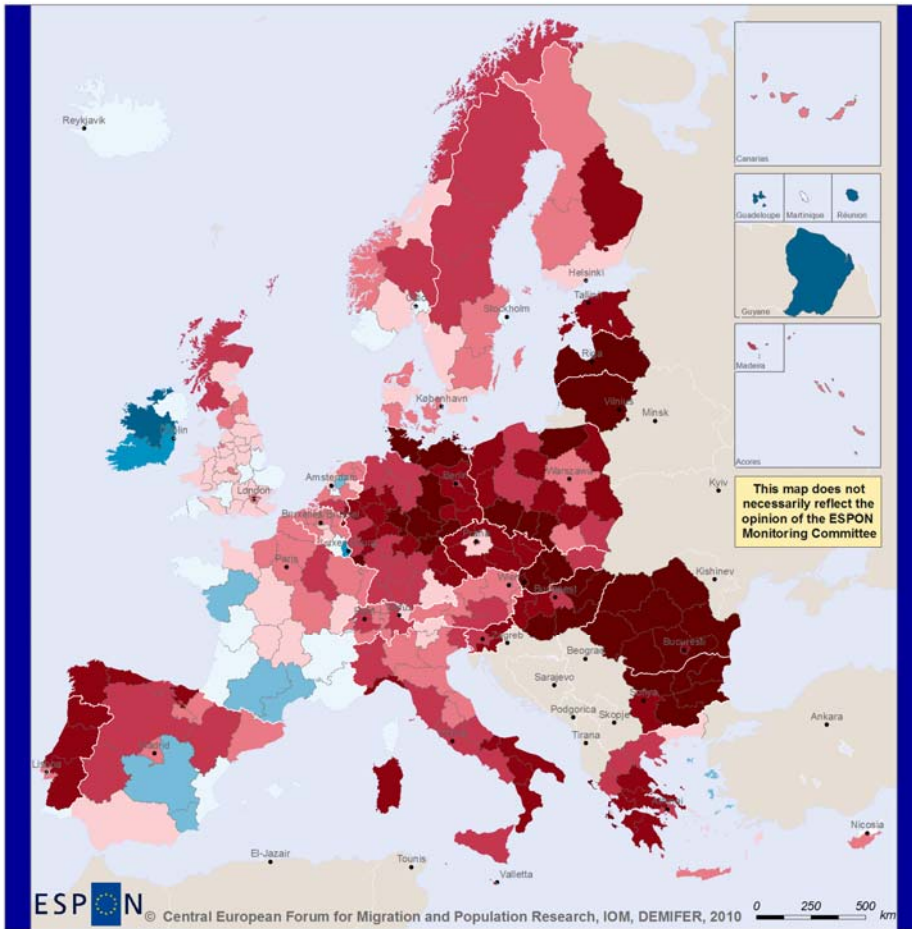 Reykjavik
Canarias
Guadeloupe
Martinique
Réunion
Guyane
Helsinki
Stockholm
Madeira
Acores
Riga
København
Vilnius
Minsk
Dublin
Amsterdam
London
Warszawa
Kyiv
This map does not
necessarily reflect the
opinion of the ESPON
Monitoring Committee
Paris
Kishinev
Budapest
Zagreb
Bucuresti
Beograd
Sarajevo
Podgorica
Skopje
Sofiya
Tirana
Ankara
Madrid
Lisboa
Nicosia
El-Jazair
Tounis
Valletta
ESPON
© Central European Forum for Migration and Population Research, IOM, DEMIFER, 2010
0 250 500
km